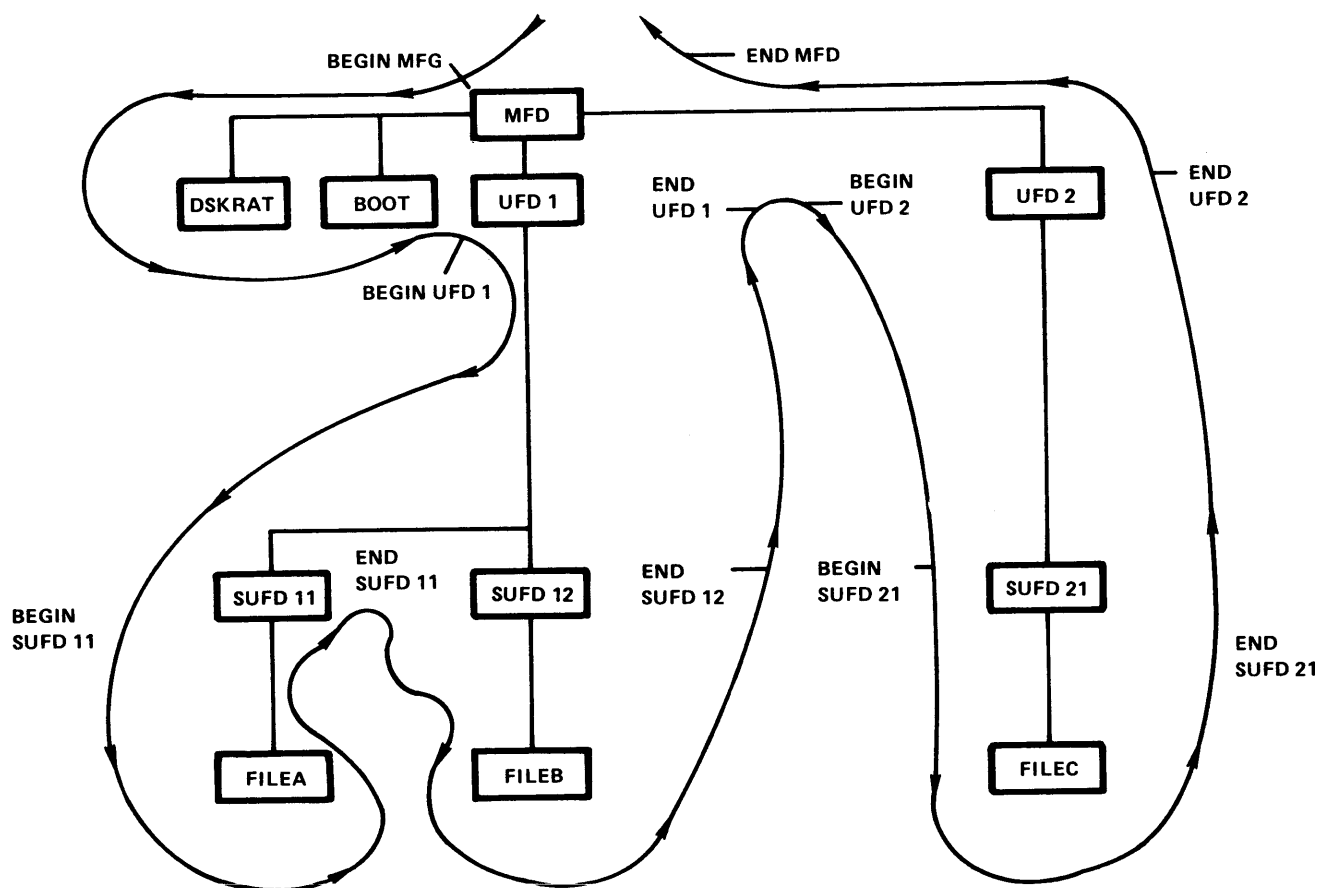 BEGIN MFG
END MFD
MFD
DSKRAT
BOOT
UFD 1
END
UFD 1
BEGIN
UFD 2
UFD 2
END
UFD 2
BEGIN UFD 1
BEGIN
SUFD 11
SUFD 11
END
SUFD 11
SUFD 12
END
SUFD 12
BEGIN
SUFD 21
SUFD 21
END
SUFD 21
FILEA
FILEB
FILEC